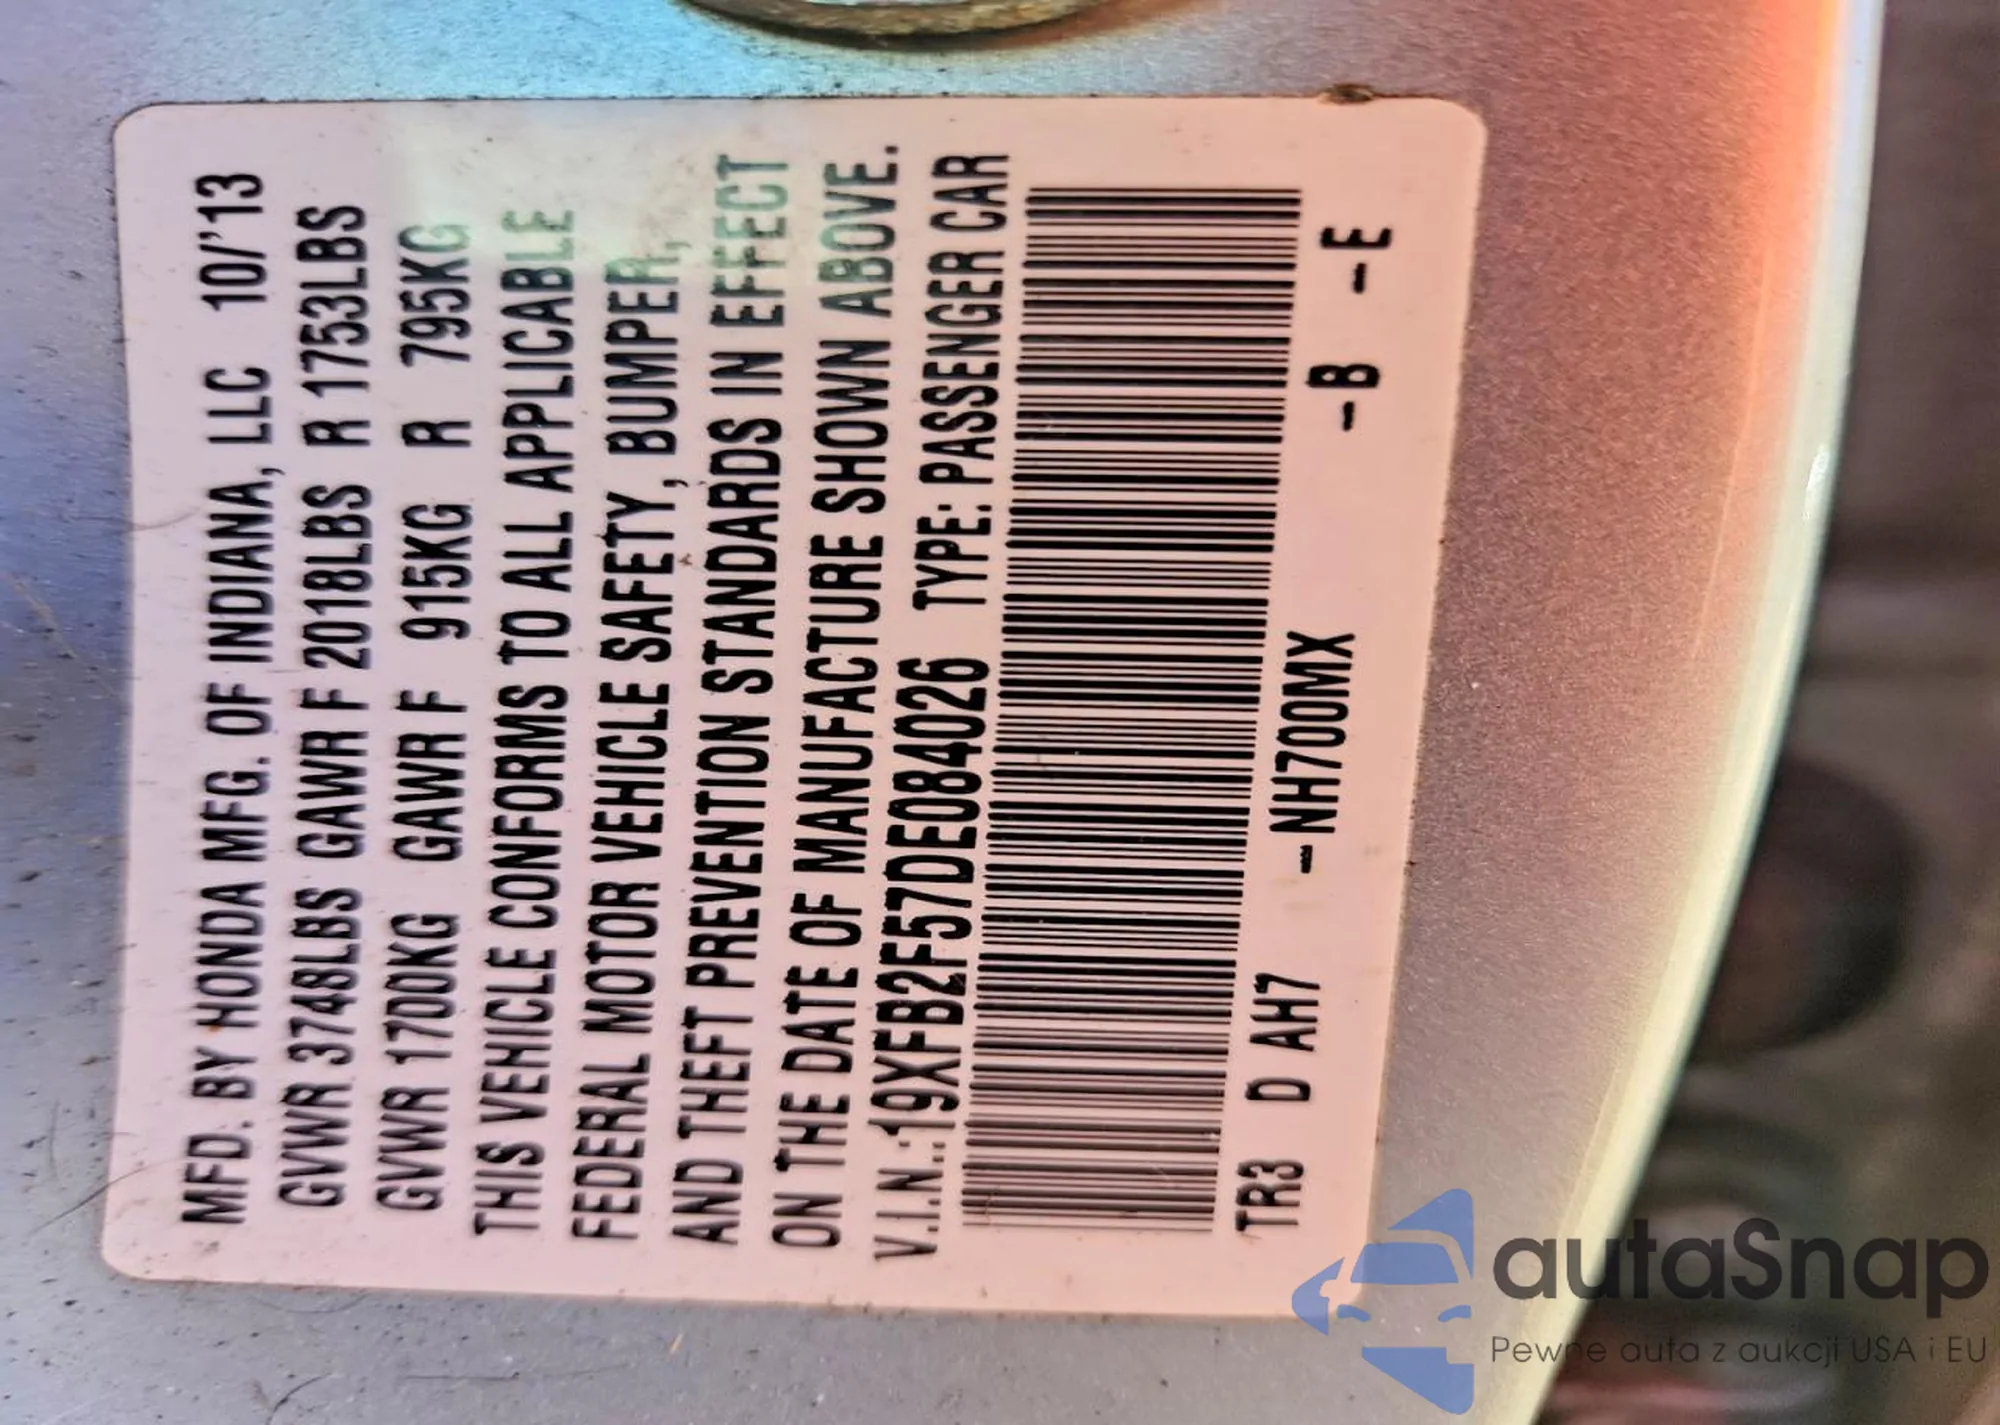 MFD. BY HONDA MFG. OF INDIANA, LLC 10/'13
GVWR 3748LBS GAWR F 2018LBS R 1753LBS
GVWR 1700KG GAWR F 915KG R 795KG
THIS VEHICLE CONFORMS TO ALL APPLICABLE
FEDERAL MOTOR VEHICLE SAFETY, BUMPER,
AND THEFT PREVENTION STANDARDS IN EFFECT
ON THE DATE OF MANUFACTURE SHOWN ABOVE.
V.I.N.:19XFB2F57DE084026 TYPE: PASSENGER CAR
TR3 D AH7 -NH700MX -B -E
autaSnap
Pewne auta z aukcji USA i EU